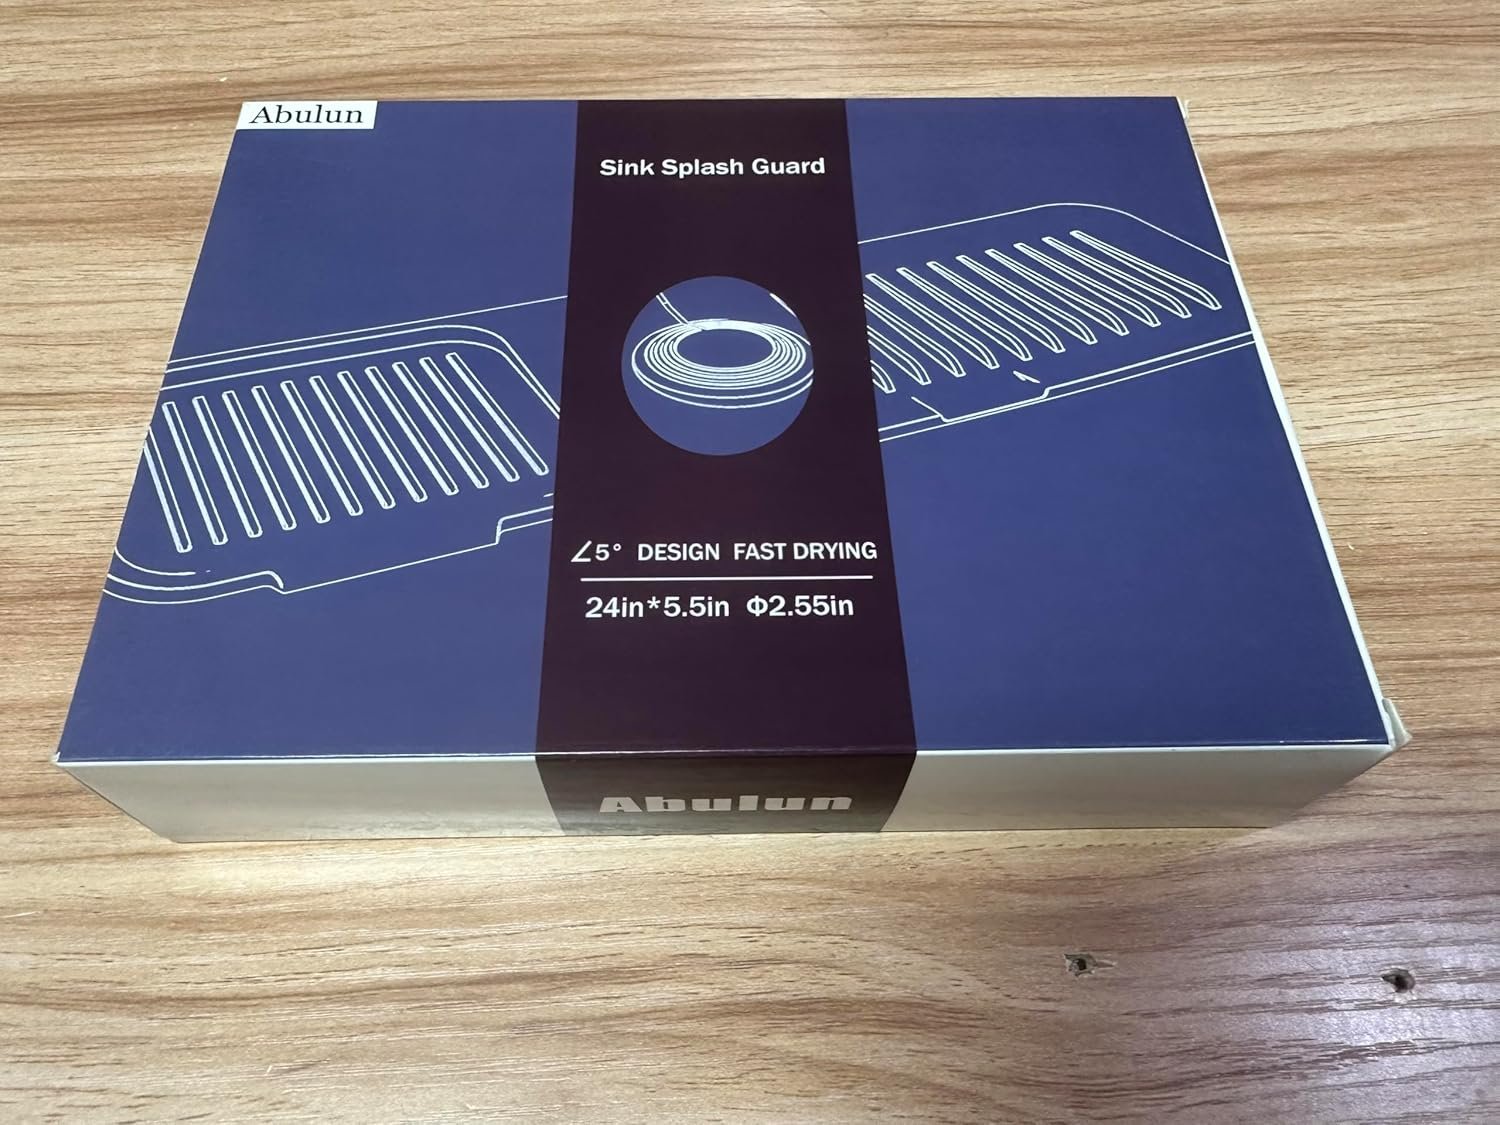 Abulun
Sink Splash Guard
∠5° DESIGN FAST DRYING
24in*5.5in Φ2.55in
Abulun